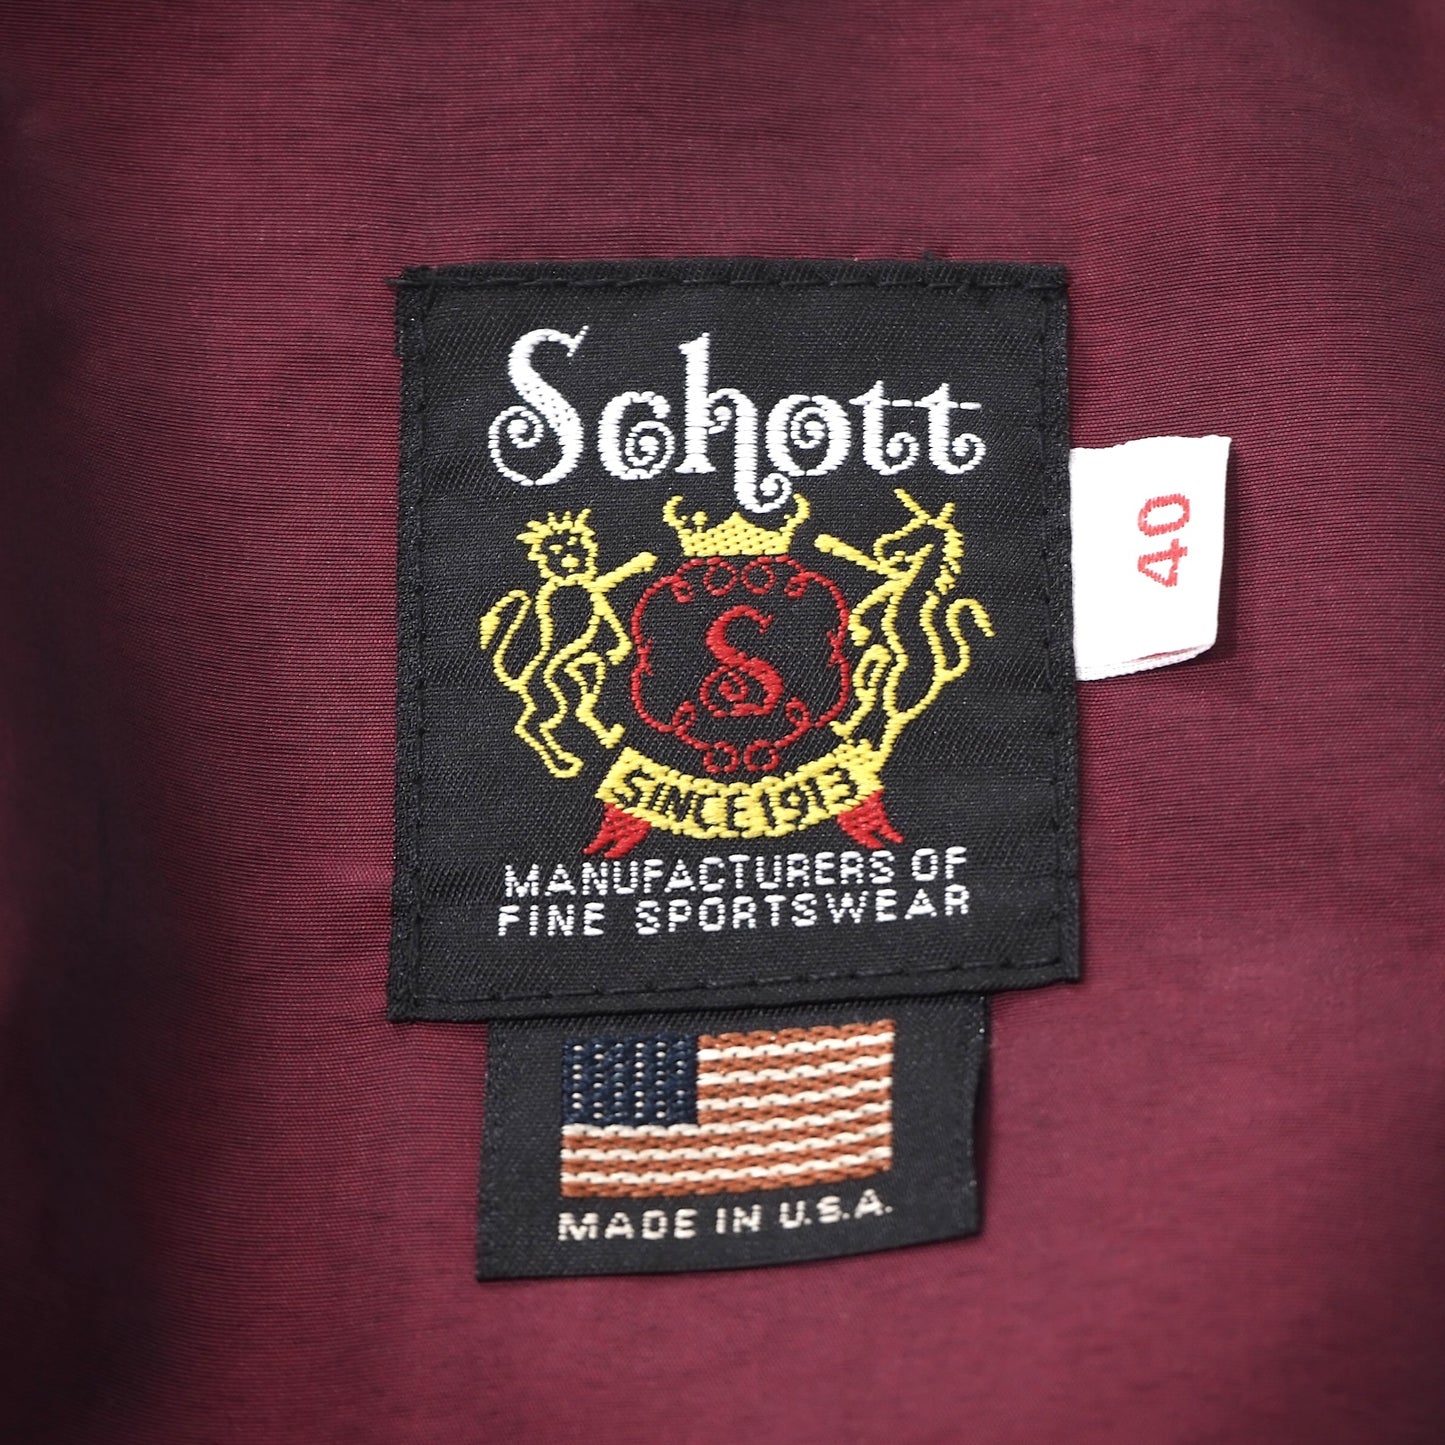 Schott
40
S
SINCE 1913
MANUFACTURERS OF
FINE SPORTSWEAR
MADE IN U.S.A.